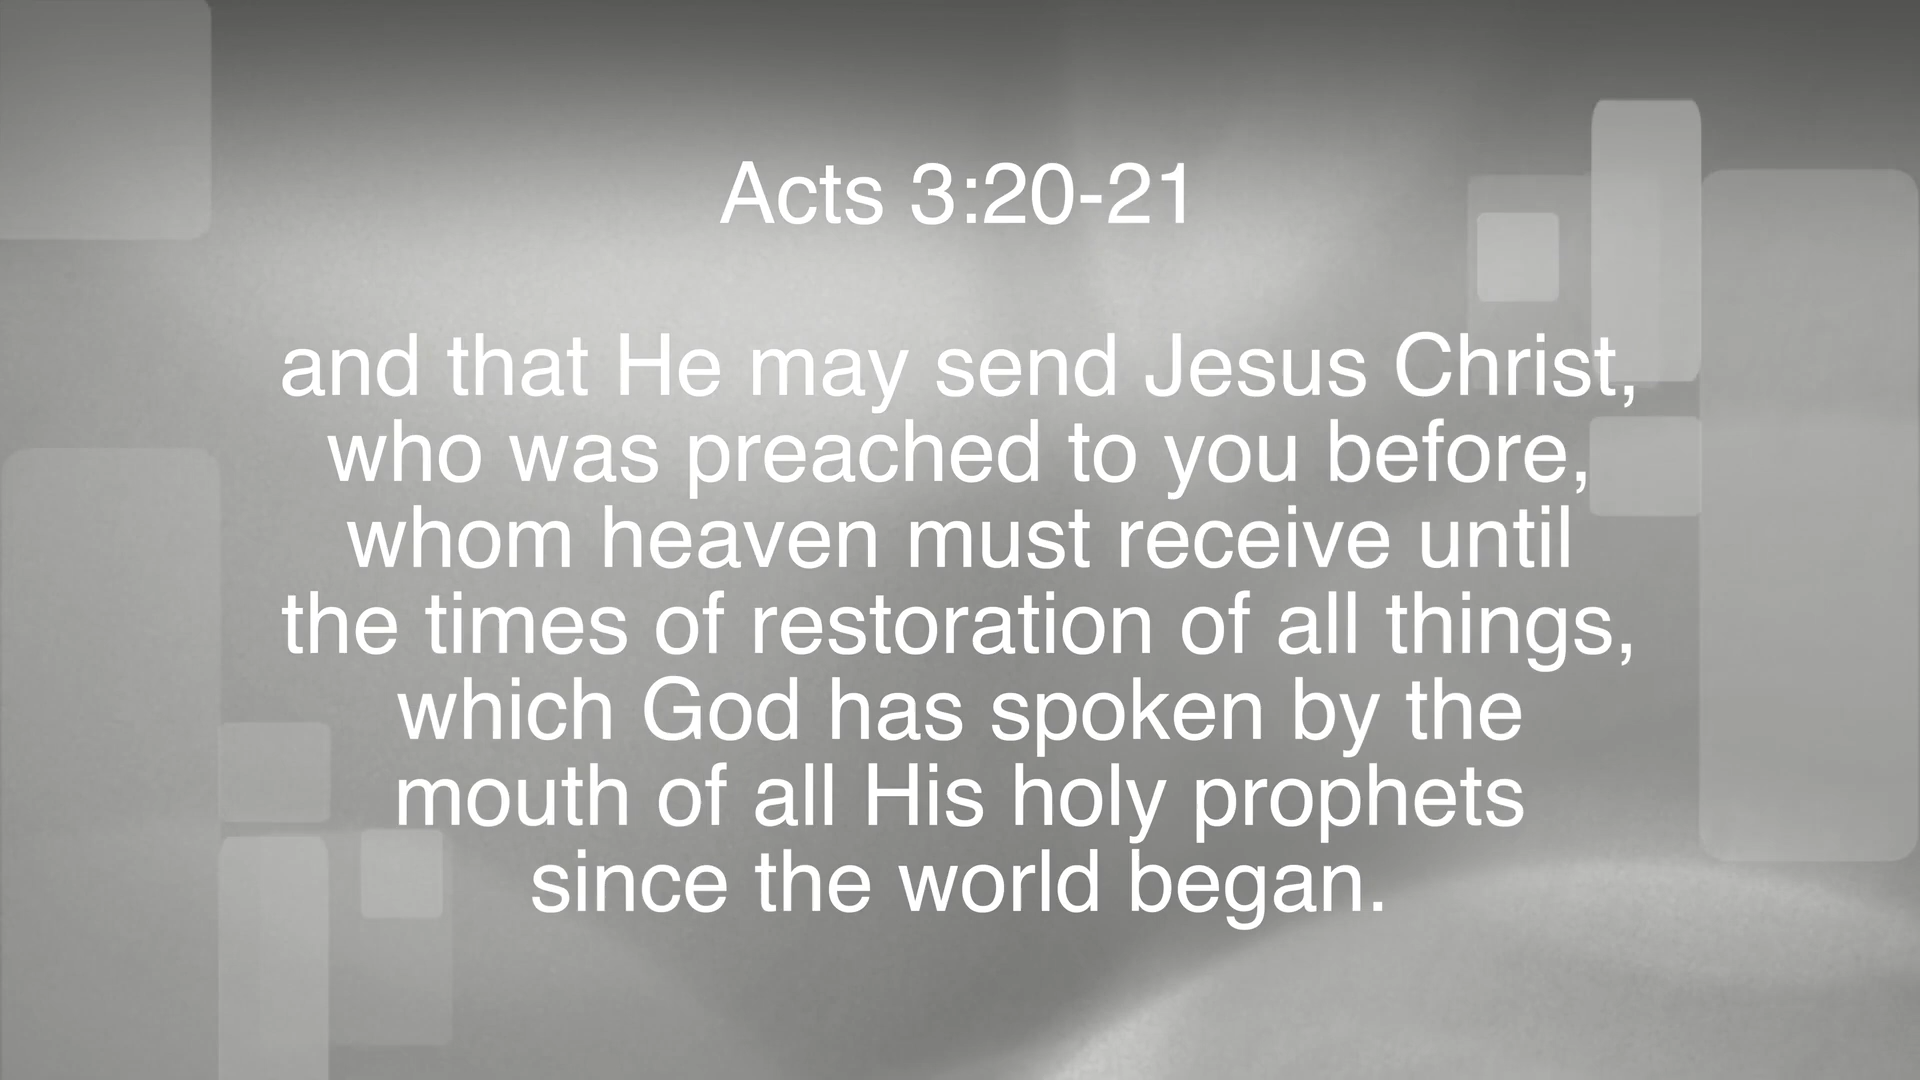 Acts 3:20-21
and that He may send Jesus Christ,
who was preached to you before,
whom heaven must receive until
the times of restoration of all things,
which God has spoken by the
mouth of all His holy prophets
since the world began.